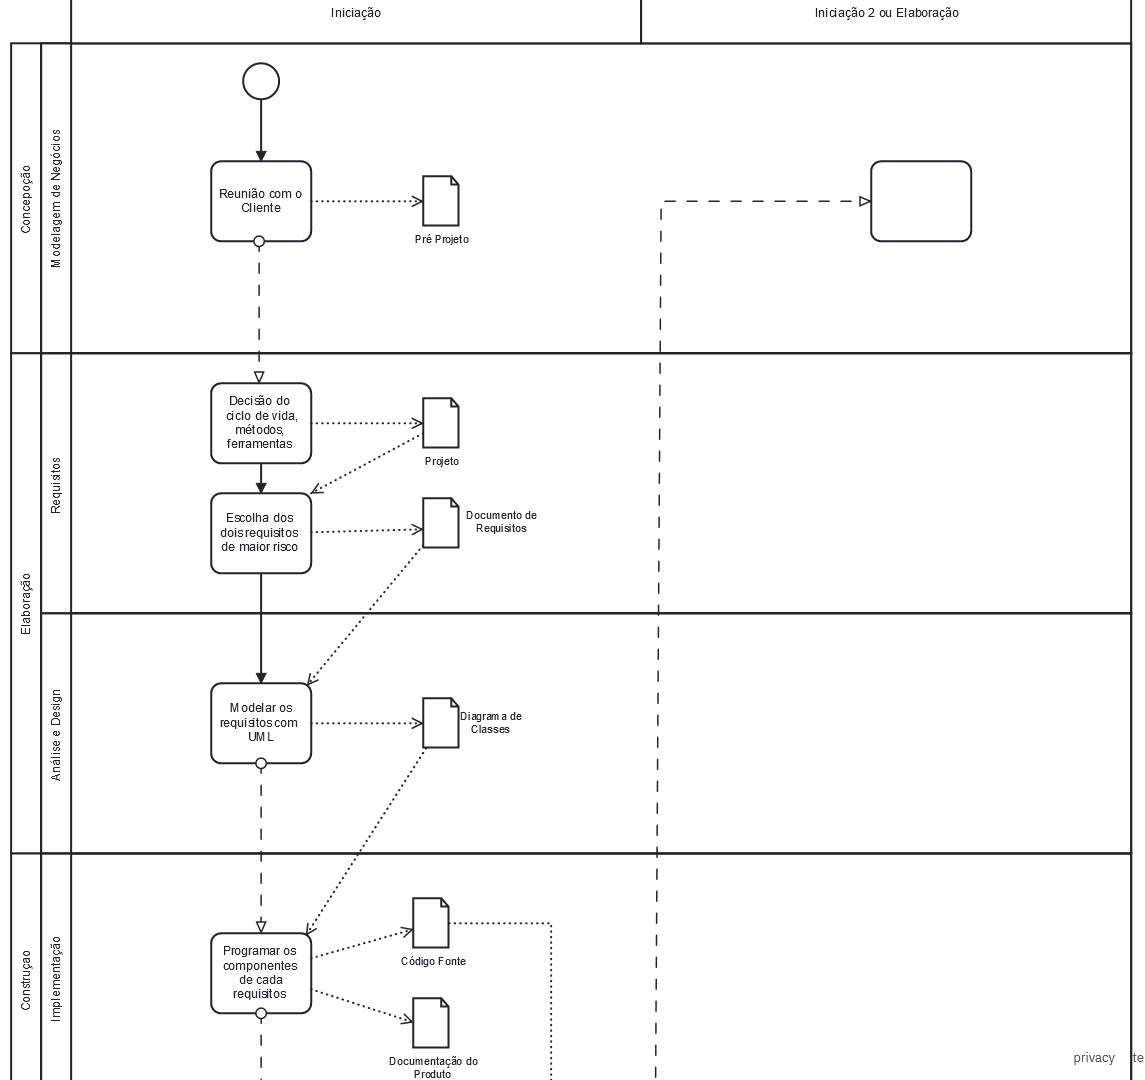 Iniciação
Iniciação 2 ou Elaboração
Concepoção
Modelagem de Negócios
Reunião com o
Cliente
Pré Projeto
Elaboração
Requisitos
Decisão do
ciclo de vida,
métodos,
ferramentas
Projeto
Escolha dos
dois requisitos
de maior risco
Documento de
Requisitos
Análise e Design
Modelar os
requisitos com
UML
Diagrama de
Classes
Construçao
Implementação
Programar os
componentes
de cada
requisitos
Código Fonte
Documentação do
Produto
privacy te